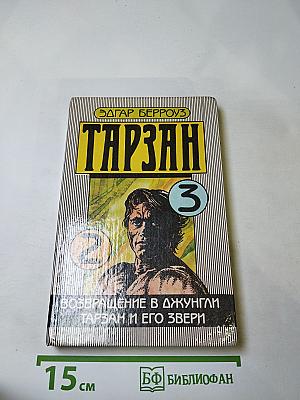 ЭДГАР БЕРРОУЗ
ТАРЗАН
3
2
ВОЗВРАЩЕНИЕ В ДЖУНГЛИ
ТАРЗАН И ЕГО ЗВЕРИ
15 см
БФ БИБЛИОФАН